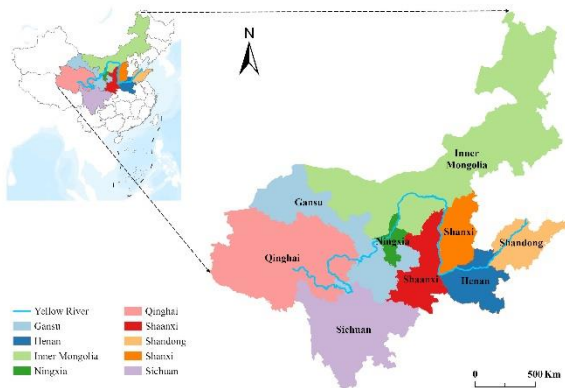 N
Inner
Mongolia
Gansu
Ningxia
Shanxi
Shandong
Qinghai
Shaanxi
Henan
Sichuan
Yellow River
Gansu
Henan
Inner Mongolia
Ningxia
Qinghai
Shaanxi
Shandong
Shanxi
Sichuan
0 500 Km